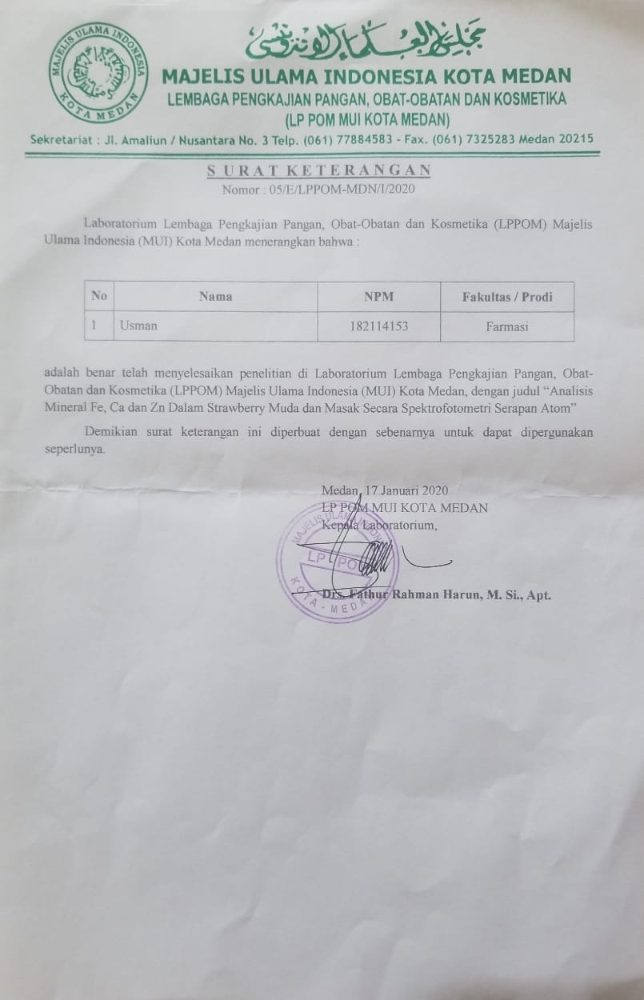 MAJELIS ULAMA INDONESIA
KOTA MEDAN
مجلس العلماء الاندونيسي
MAJELIS ULAMA INDONESIA KOTA MEDAN
LEMBAGA PENGKAJIAN PANGAN, OBAT-OBATAN DAN KOSMETIKA
(LP POM MUI KOTA MEDAN)
Sekretariat : Jl. Amaliun / Nusantara No. 3 Telp. (061) 77884583 - Fax. (061) 7325283 Medan 20215
SURAT KETERANGAN
Nomor : 05/E/LPPOM-MDN/I/2020
Laboratorium Lembaga Pengkajian Pangan, Obat-Obatan dan Kosmetika (LPPOM) Majelis
Ulama Indonesia (MUI) Kota Medan menerangkan bahwa :
No Nama NPM Fakultas / Prodi
1 Usman 182114153 Farmasi
adalah benar telah menyelesaikan penelitian di Laboratorium Lembaga Pengkajian Pangan, Obat-
Obatan dan Kosmetika (LPPOM) Majelis Ulama Indonesia (MUI) Kota Medan, dengan judul “Analisis
Mineral Fe, Ca dan Zn Dalam Strawberry Muda dan Masak Secara Spektrofotometri Serapan Atom”
Demikian surat keterangan ini diperbuat dengan sebenarnya untuk dapat dipergunakan
seperlunya.
Medan, 17 Januari 2020
LP POM MUI KOTA MEDAN
Kepala Laboratorium,
MAJELIS ULAMA INDON
LP POM
KOTA - MEDAN
Drs. Fathur Rahman Harun, M. Si., Apt.